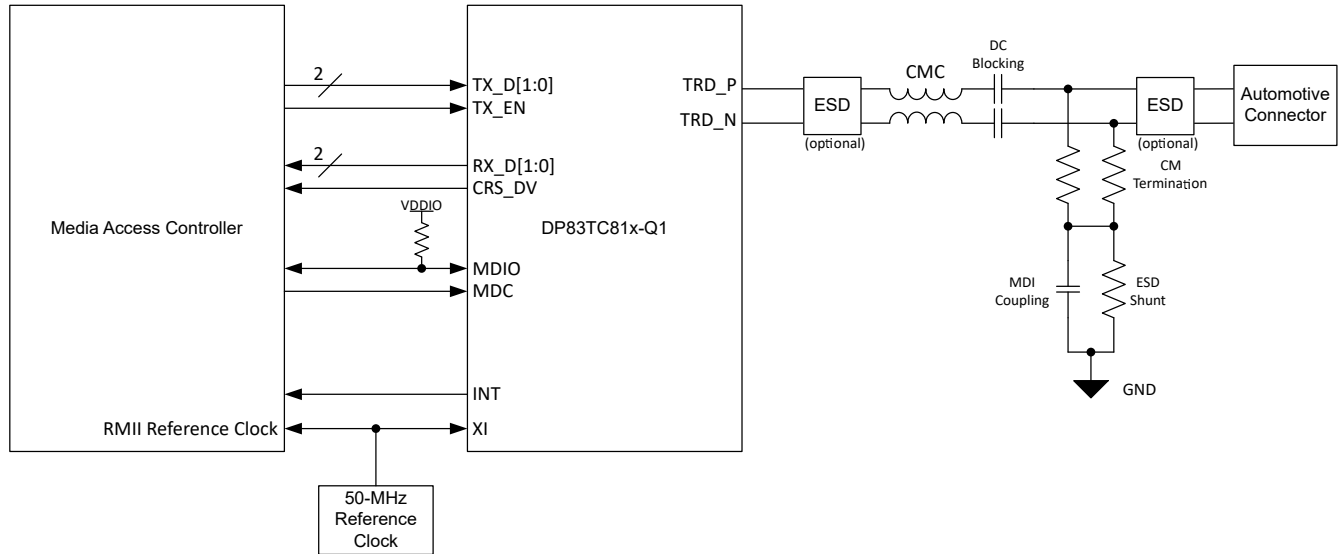 Media Access Controller
2
2
VDDIO
RMII Reference Clock
50-MHz
Reference
Clock
TX_D[1:0]
TX_EN
RX_D[1:0]
CRS_DV
MDIO
MDC
INT
XI
DP83TC81x-Q1
TRD_P
TRD_N
ESD
(optional)
CMC
DC
Blocking
ESD
(optional)
CM
Termination
Automotive
Connector
MDI
Coupling
ESD
Shunt
GND